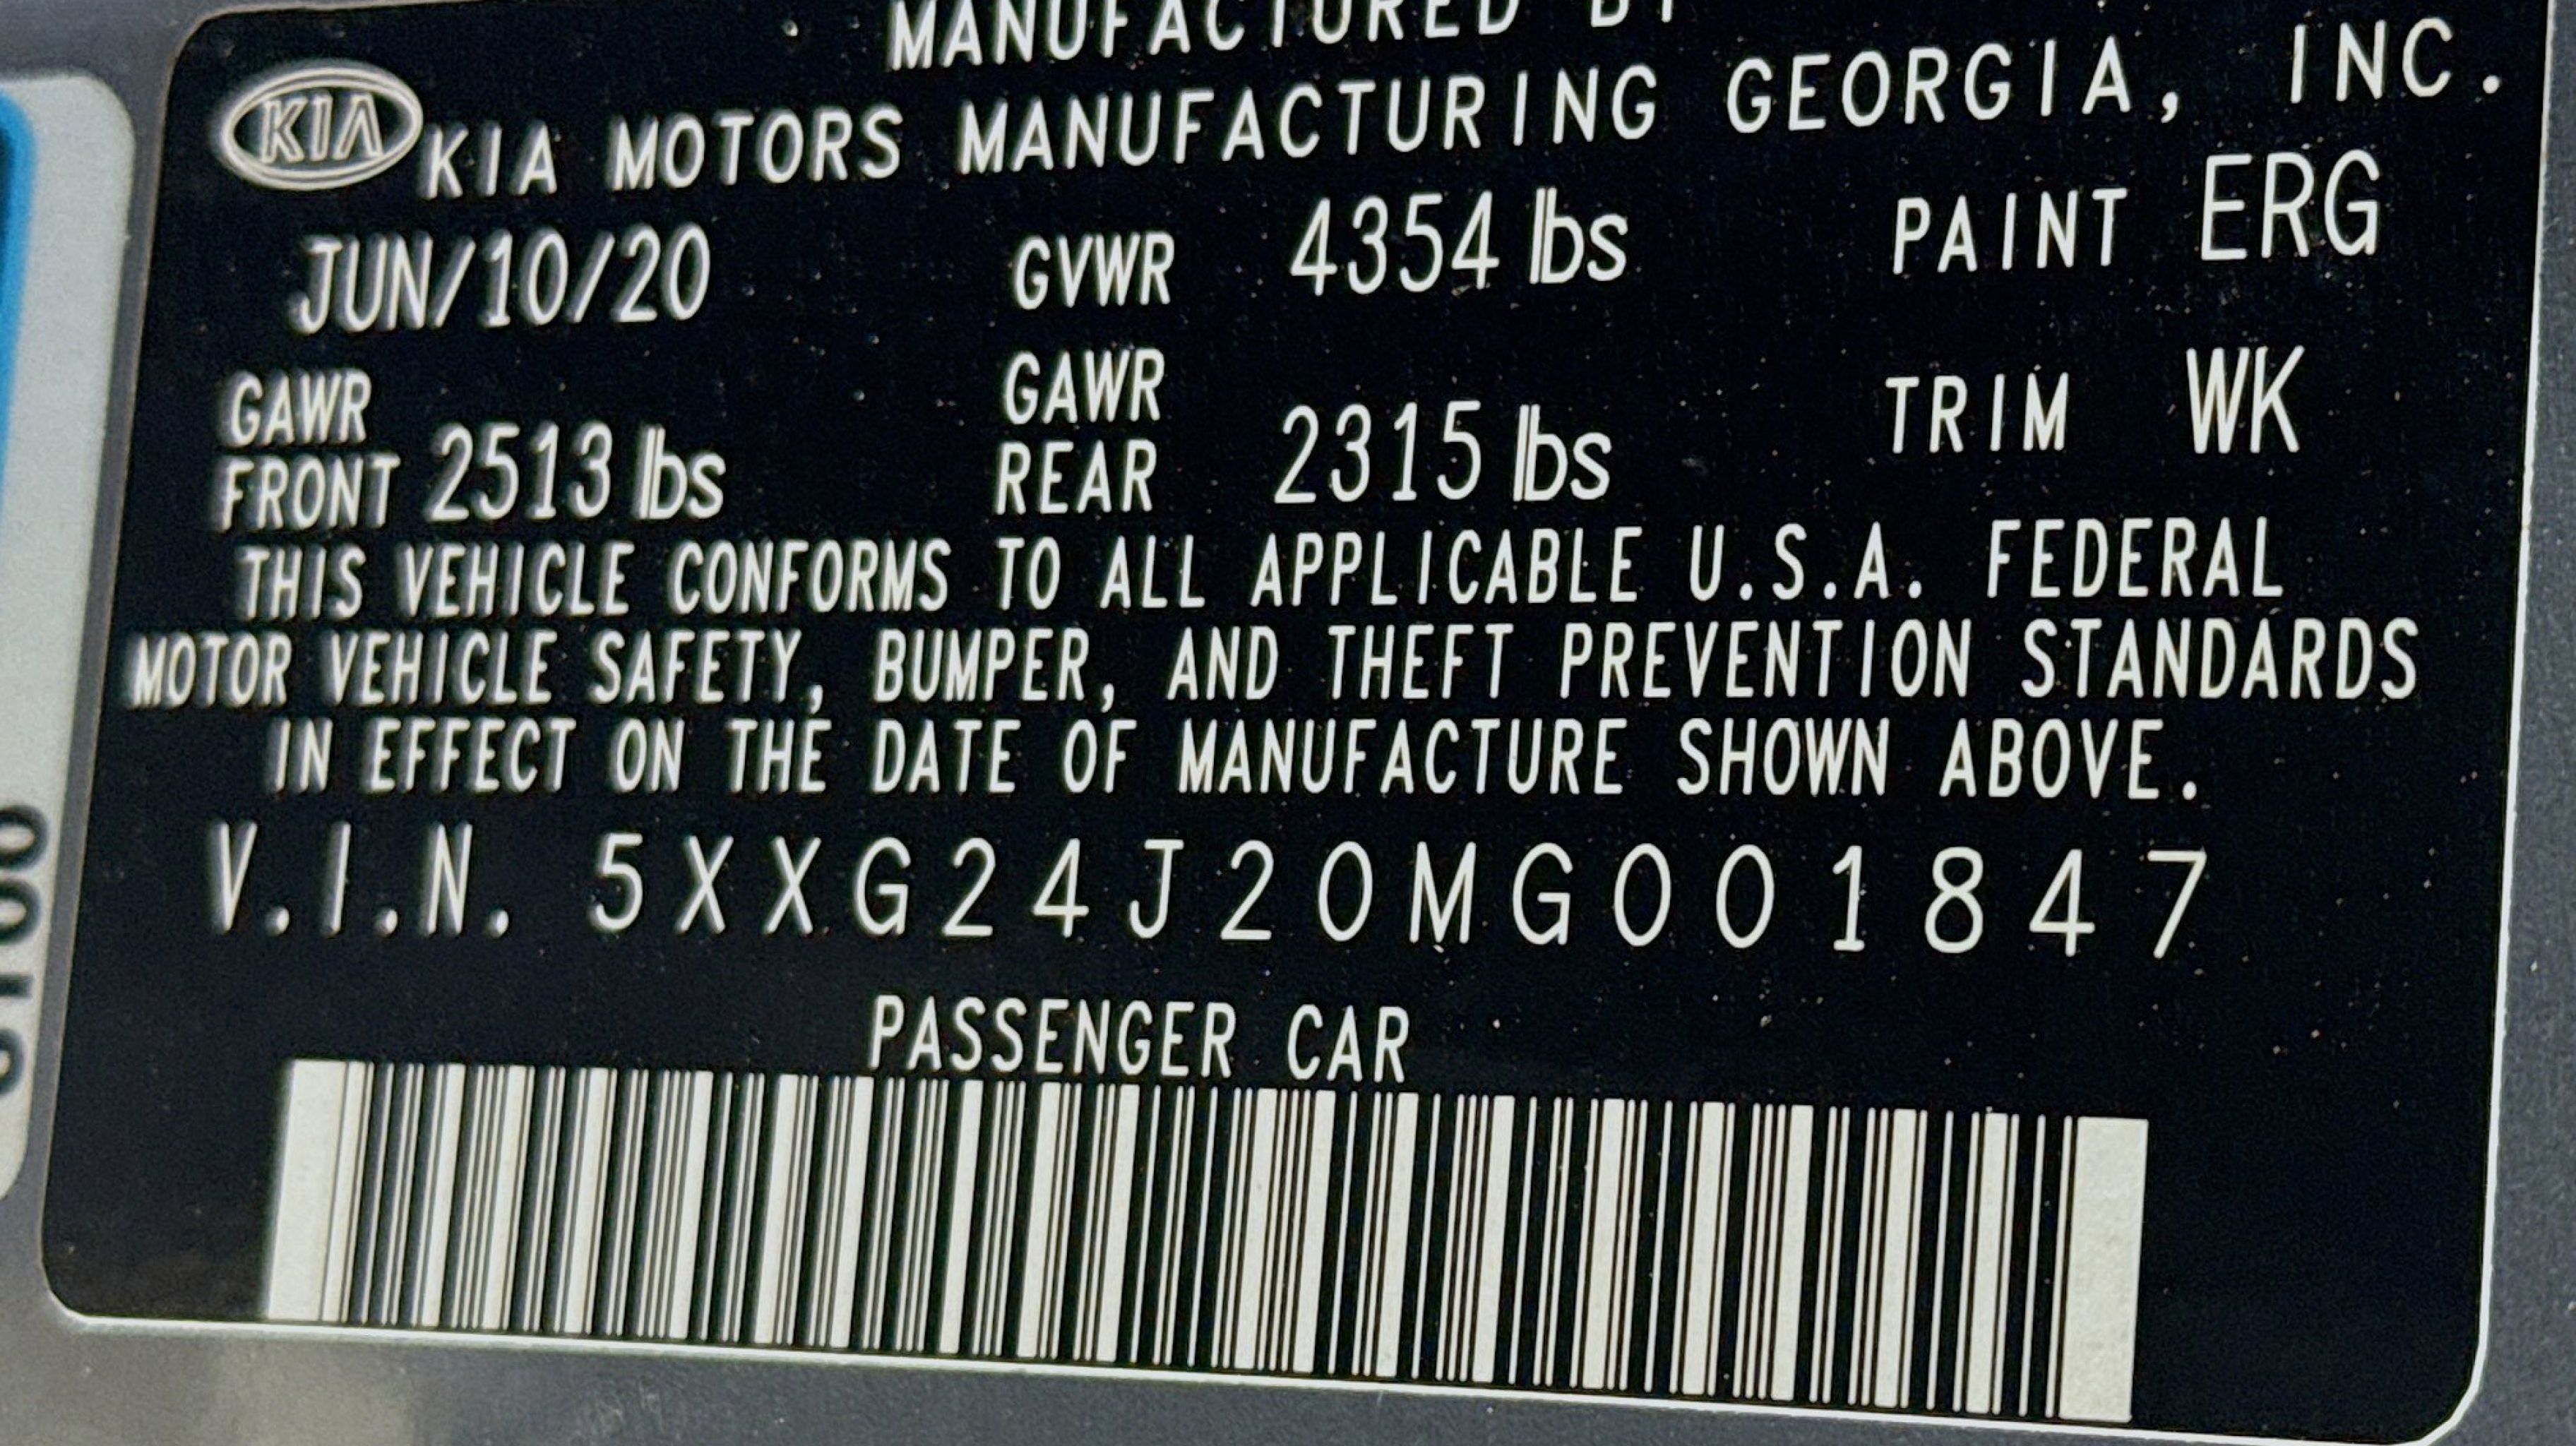 MANUFACTURED BY
KIA KIA MOTORS MANUFACTURING GEORGIA, INC.
JUN/10/20 GVWR 4354 lbs PAINT ERG
GAWR FRONT 2513 lbs GAWR REAR 2315 lbs TRIM WK
THIS VEHICLE CONFORMS TO ALL APPLICABLE U.S.A. FEDERAL
MOTOR VEHICLE SAFETY, BUMPER, AND THEFT PREVENTION STANDARDS
IN EFFECT ON THE DATE OF MANUFACTURE SHOWN ABOVE.
V.I.N. 5XXG24J20MG001847
PASSENGER CAR